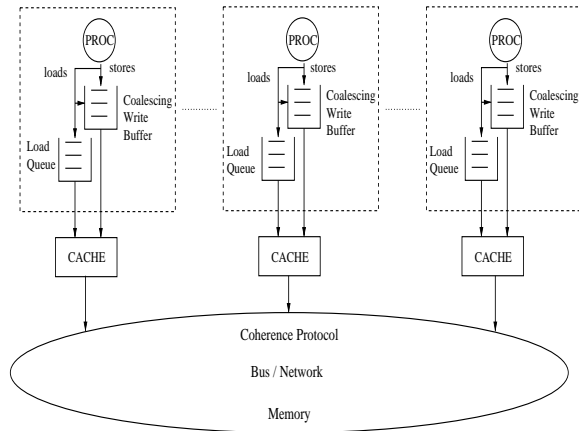 PROC
loads
stores
Coalescing
Write
Buffer
Load
Queue
CACHE
PROC
loads
stores
Coalescing
Write
Buffer
Load
Queue
CACHE
PROC
loads
stores
Coalescing
Write
Buffer
Load
Queue
CACHE
Coherence Protocol
Bus / Network
Memory